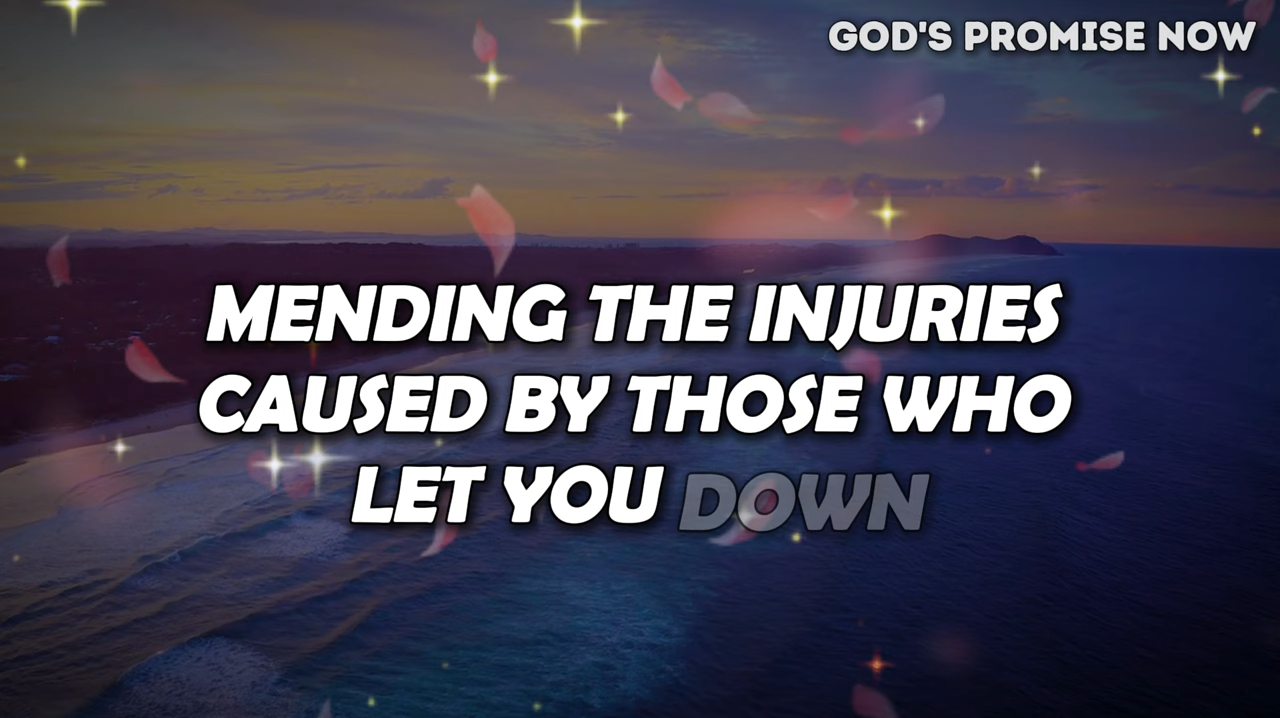 GOD'S PROMISE NOW
MENDING THE INJURIES
CAUSED BY THOSE WHO
LET YOU DOWN